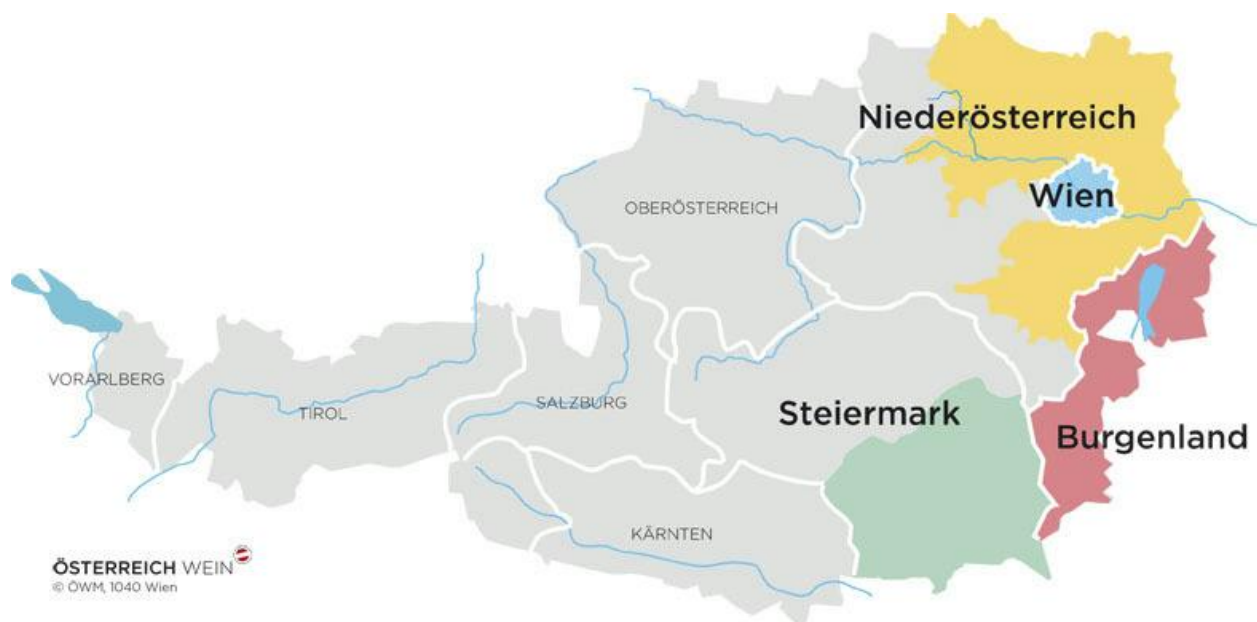 Niederösterreich
Wien
OBERÖSTERREICH
VORARLBERG
TIROL
SALZBURG
Steiermark
Burgenland
KÄRNTEN
ÖSTERREICH WEIN
© ÖWM, 1040 Wien